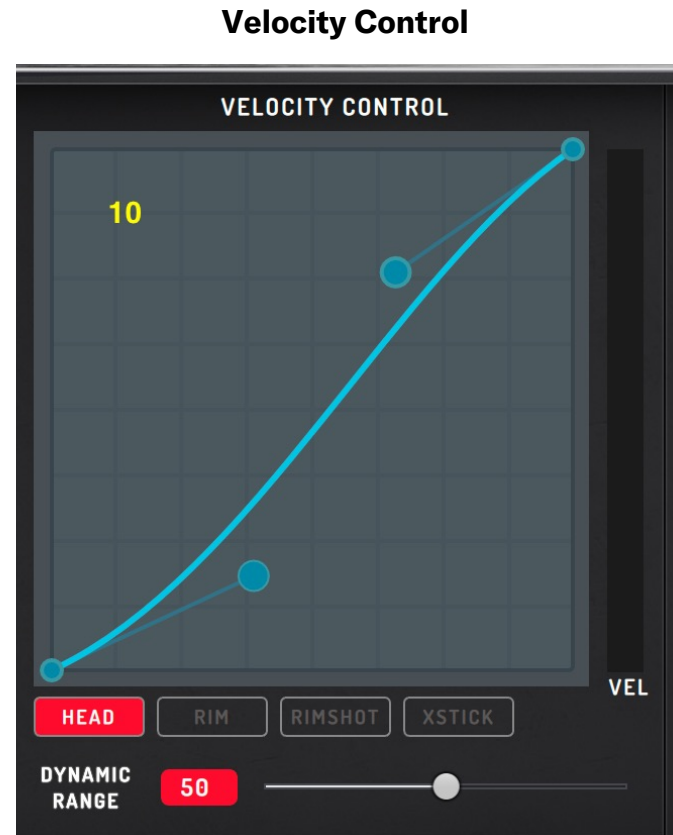 Velocity Control
VELOCITY CONTROL
10
VEL
HEAD RIM RIMSHOT XSTICK
DYNAMIC
RANGE
50